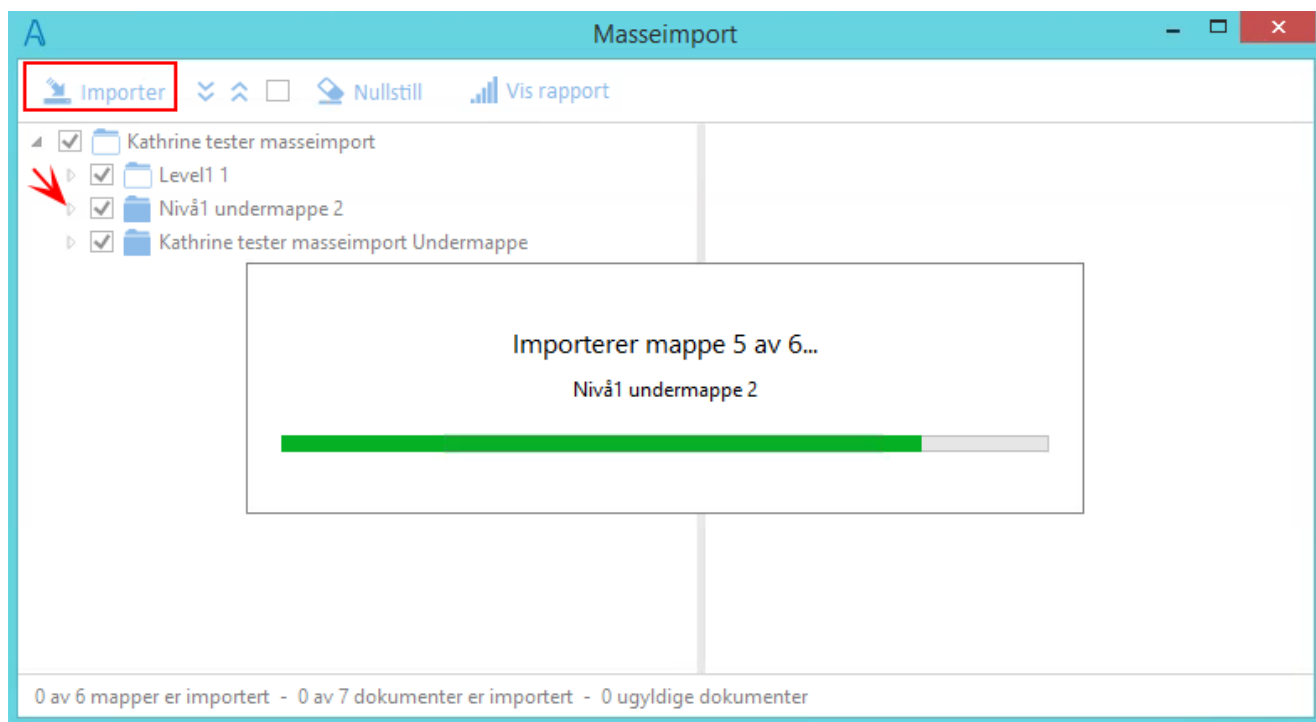 Masseimport
Importer Nullstill Vis rapport
Kathrine tester masseimport
Level1 1
Nivå1 undermappe 2
Kathrine tester masseimport Undermappe
Importerer mappe 5 av 6...
Nivå1 undermappe 2
0 av 6 mapper er importert - 0 av 7 dokumenter er importert - 0 ugyldige dokumenter